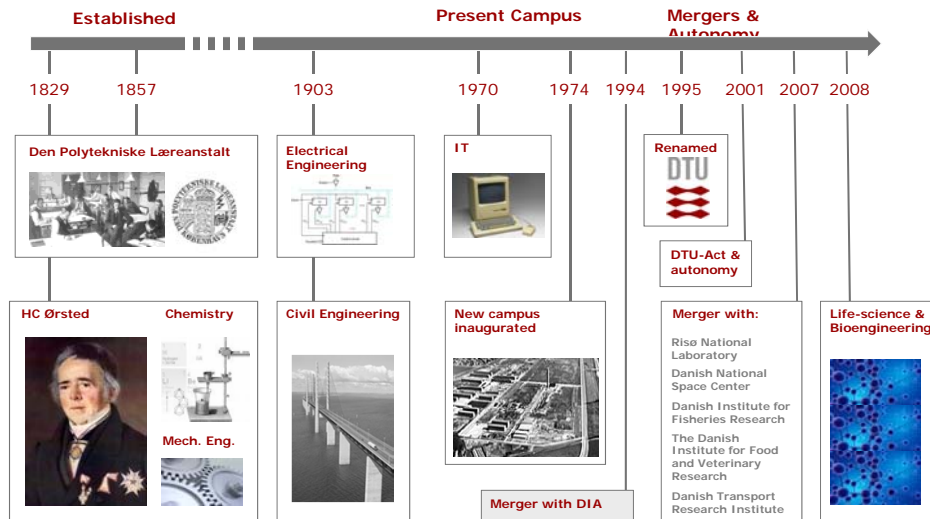 Established
Present Campus
Mergers &
Autonomy
1829
1857
1903
1970
1974
1994
1995
2001
2007
2008
Den Polytekniske Læreanstalt
Electrical
Engineering
IT
Renamed
DTU
DTU-Act &
autonomy
HC Ørsted
Chemistry
Mech. Eng.
Civil Engineering
New campus
inaugurated
Merger with DIA
Merger with:
Risø National
Laboratory
Danish National
Space Center
Danish Institute for
Fisheries Research
The Danish
Institute for Food
and Veterinary
Research
Danish Transport
Research Institute
Life-science &
Bioengineering